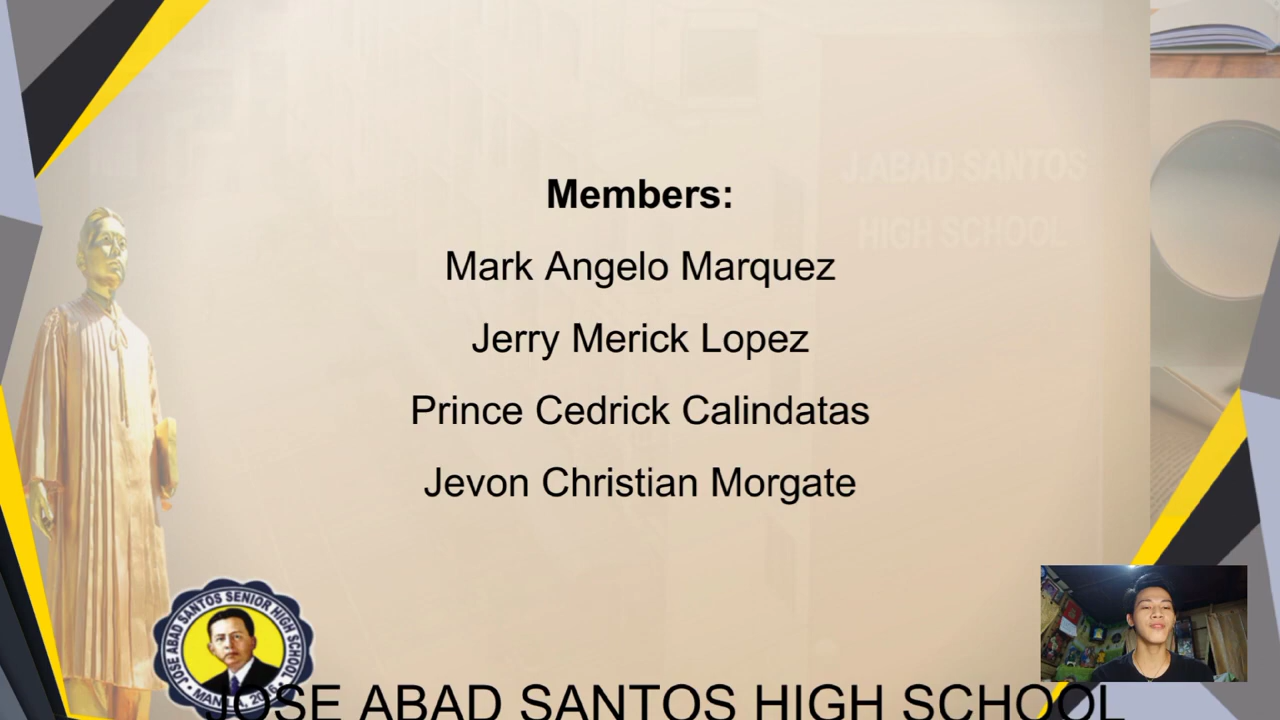 J.ABAD SANTOS
HIGH SCHOOL
Members:
Mark Angelo Marquez
Jerry Merick Lopez
Prince Cedrick Calindatas
Jevon Christian Morgate
JOSE ABAD SANTOS SENIOR HIGH SCHOOL
JOSE ABAD SANTOS HIGH SCHOOL